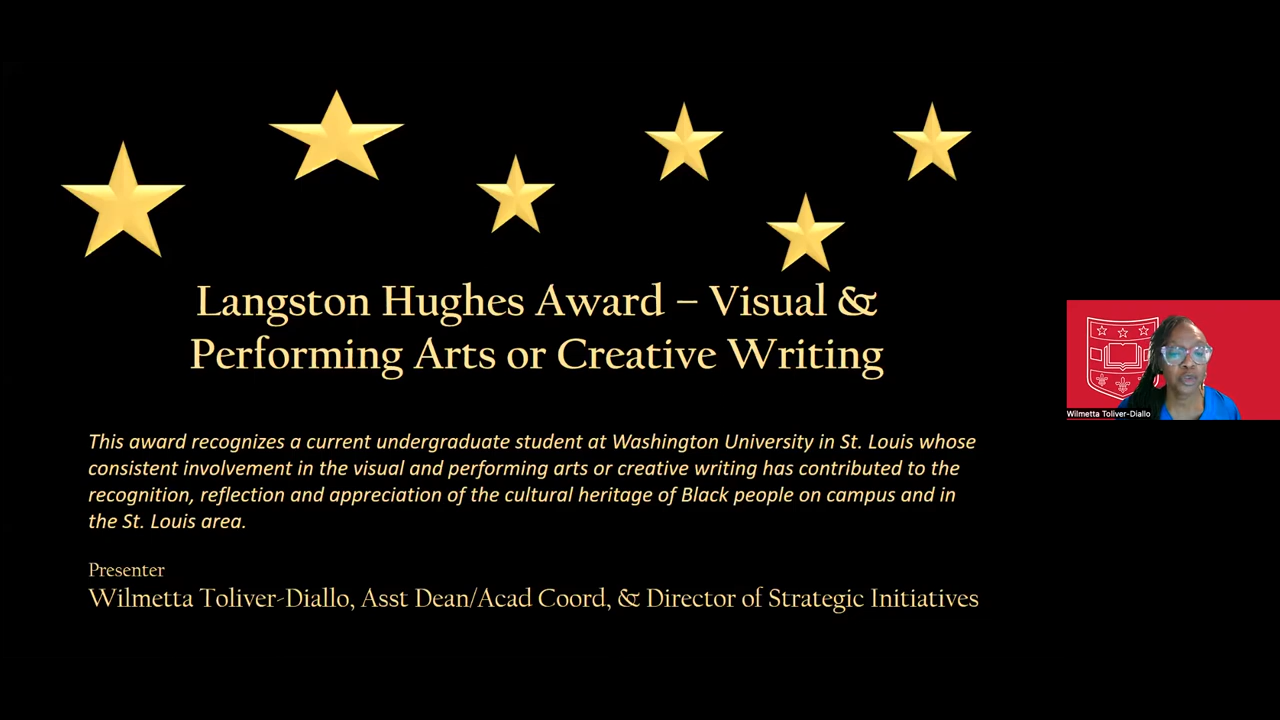 Langston Hughes Award – Visual &
Performing Arts or Creative Writing
This award recognizes a current undergraduate student at Washington University in St. Louis whose
consistent involvement in the visual and performing arts or creative writing has contributed to the
recognition, reflection and appreciation of the cultural heritage of Black people on campus and in
the St. Louis area.
Presenter
Wilmetta Toliver-Diallo, Asst Dean/Acad Coord, & Director of Strategic Initiatives
Wilmetta Toliver-Diallo